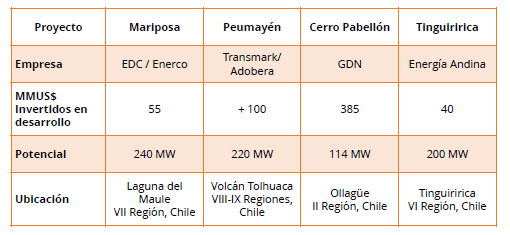 Proyecto Mariposa Peumayén Cerro Pabellón Tinguiririca
Empresa EDC / Enerco Transmark/ Adobera GDN Energía Andina
MMUS$ Invertidos en desarrollo 55 + 100 385 40
Potencial 240 MW 220 MW 114 MW 200 MW
Ubicación Laguna del Maule VII Región, Chile Volcán Tolhuaca VIII-IX Regiones, Chile Ollagüe II Región, Chile Tinguiririca VI Región, Chile